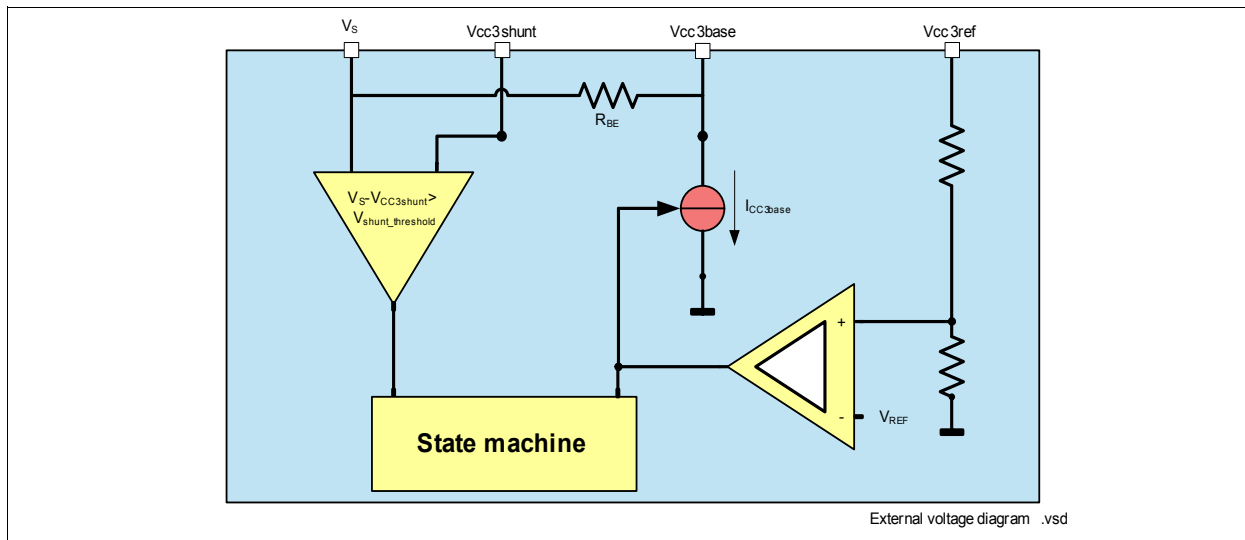 VS
Vcc3shunt
Vcc3base
Vcc3ref
RBE
VS-VCC3shunt>
Vshunt_threshold
ICC3base
+
-
VREF
State machine
External voltage diagram .vsd